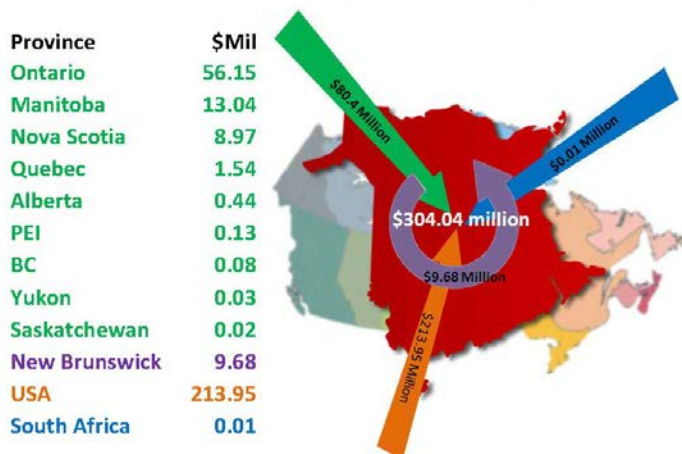 Province $Mil
Ontario 56.15
Manitoba 13.04
Nova Scotia 8.97
Quebec 1.54
Alberta 0.44
PEI 0.13
BC 0.08
Yukon 0.03
Saskatchewan 0.02
New Brunswick 9.68
USA 213.95
South Africa 0.01
$80.4 Million
$0.01 Million
$304.04 million
$9.68 Million
$213.95 Million